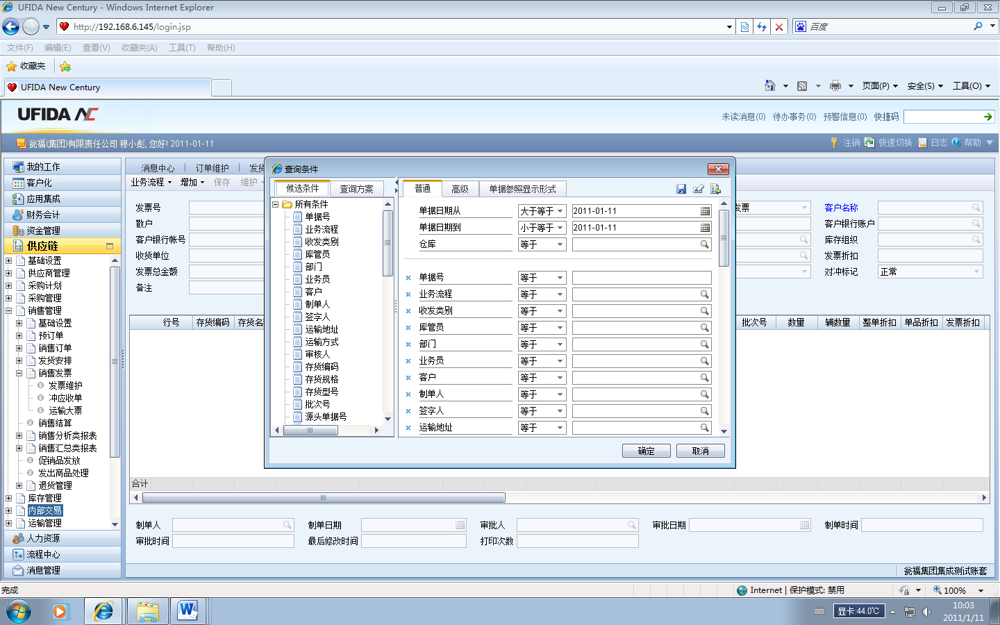 UFIDA New Century - Windows Internet Explorer
http://192.168.6.145/login.jsp
百度
文件(F) 编辑(E) 查看(V) 收藏夹(A) 工具(T) 帮助(H)
收藏夹
UFIDA New Century
页面(P) 安全(S) 工具(O)
UFIDA NC
未读消息(0) 待办事务(0) 预警信息(0) 快捷码
瓮福(集团)有限责任公司 穆小彪, 您好! 2011-01-11
注销 快速切换 日志 帮助
我的工作
客户化
应用集成
财务会计
资金管理
供应链
基础设置
供应商管理
采购计划
采购管理
销售管理
基础设置
预订单
销售订单
发货安排
销售发票
发票维护
冲应收单
运输大票
销售结算
销售分析类报表
销售汇总类报表
促销品发放
发出商品处理
退货管理
库存管理
内部交易
运输管理
人力资源
流程中心
消息管理
消息中心 订单维护 发货
业务流程 增加 保存 维护
发票号
散户
客户银行帐号
收货单位
发票总金额
备注
发票
客户名称
客户银行账户
库存组织
发票折扣
对冲标记 正常
行号 存货编码 存货名
批次号 数量 辅数量 整单折扣 单品折扣 发票折扣
查询条件
候选条件 查询方案
所有条件
单据号
业务流程
收发类别
库管员
部门
业务员
客户
制单人
签字人
运输地址
运输方式
审核人
存货编码
存货规格
存货型号
批次号
源头单据号
普通 高级 单据参照显示形式
单据日期从 大于等于 2011-01-11
单据日期到 小于等于 2011-01-11
仓库 等于
单据号 等于
业务流程 等于
收发类别 等于
库管员 等于
部门 等于
业务员 等于
客户 等于
制单人 等于
签字人 等于
运输地址 等于
确定 取消
合计
制单人 制单日期 审批人 审批日期 制单时间
审批时间 最后修改时间 打印次数
瓮福集团集成测试账套
完成
Internet | 保护模式: 禁用
100%
显卡:44.0℃
10:03
2011/1/11